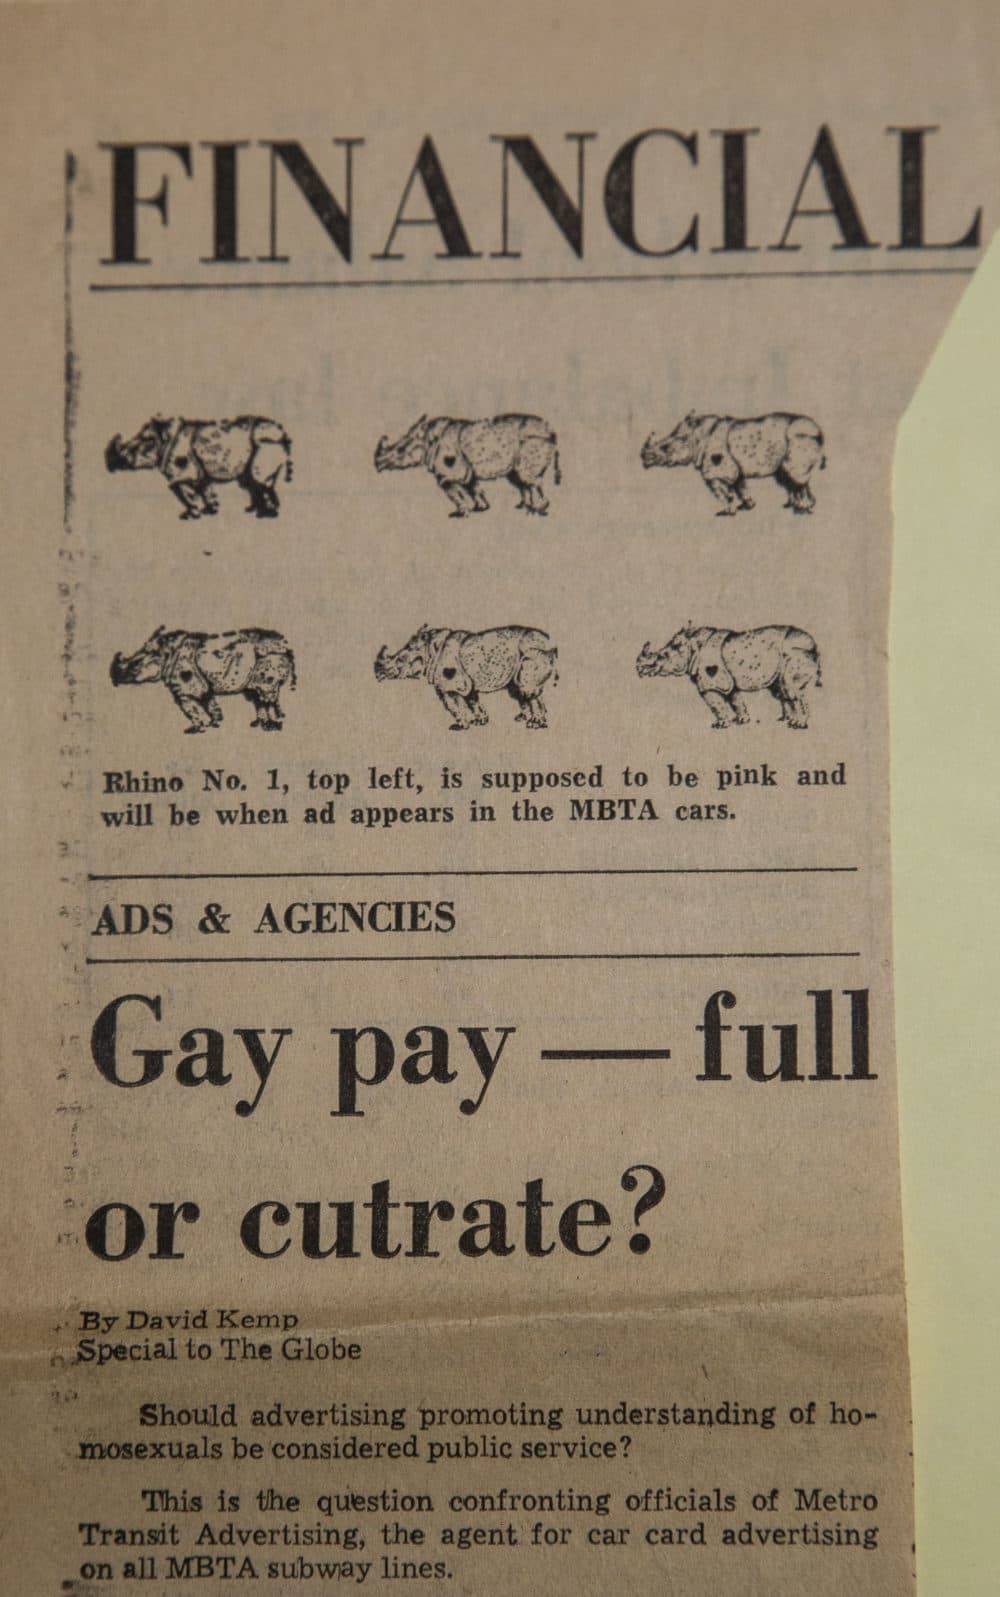 FINANCIAL
Rhino No. 1, top left, is supposed to be pink and
will be when ad appears in the MBTA cars.
ADS & AGENCIES
Gay pay — full
or cutrate?
By David Kemp
Special to The Globe
Should advertising promoting understanding of ho-
mosexuals be considered public service?
This is the question confronting officials of Metro
Transit Advertising, the agent for car card advertising
on all MBTA subway lines.